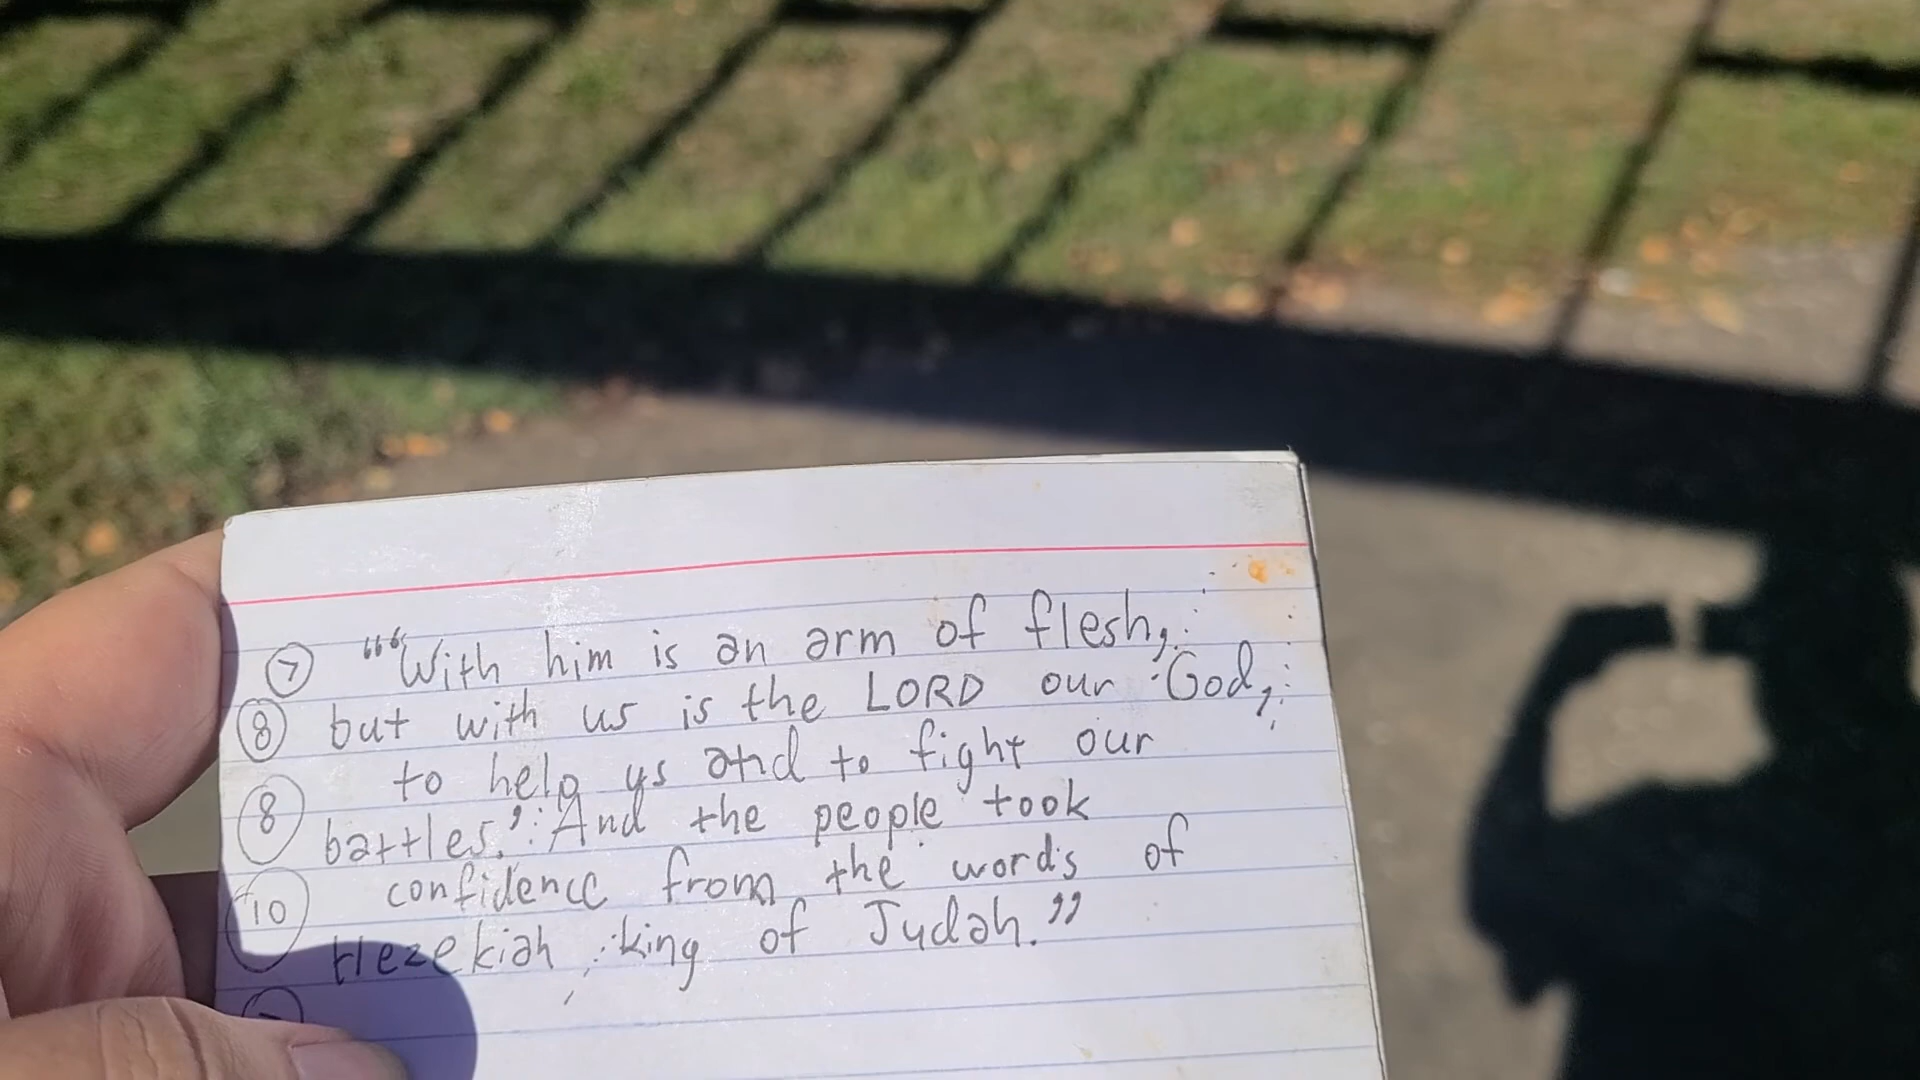 ⑦ "“With him is an arm of flesh,
⑧ but with us is the LORD our God,
⑧ to help us and to fight our
battles.” And the people took
⑩ confidence from the words of
Hezekiah, king of Judah.”